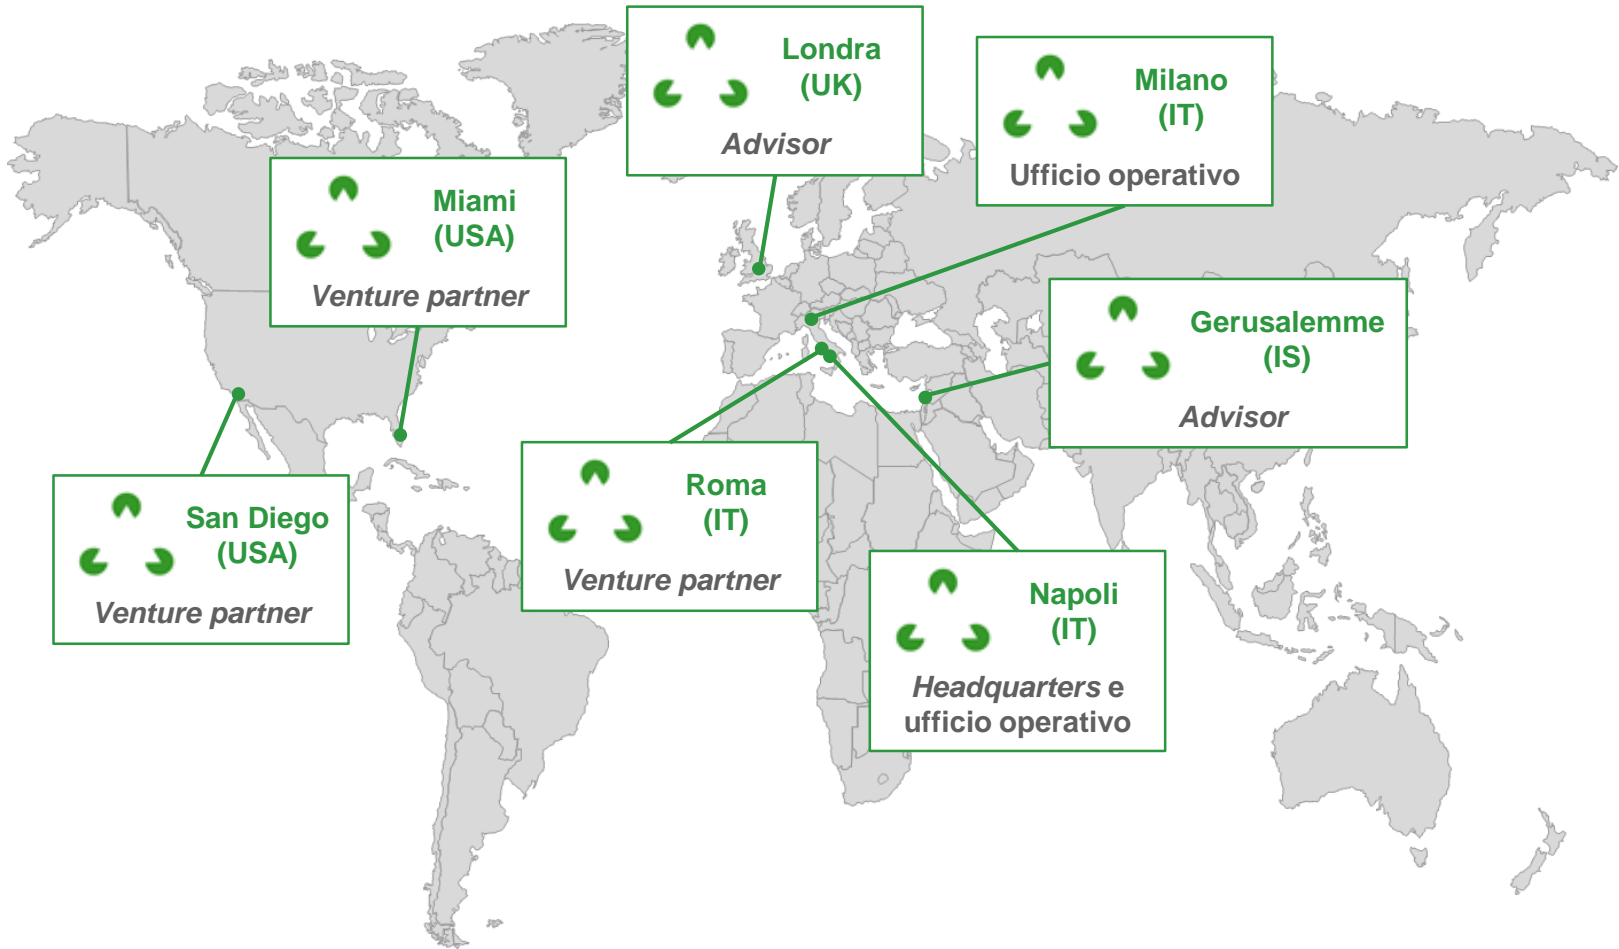 Londra
(UK)
Advisor
Milano
(IT)
Ufficio operativo
Miami
(USA)
Venture partner
Gerusalemme
(IS)
Advisor
San Diego
(USA)
Venture partner
Roma
(IT)
Venture partner
Napoli
(IT)
Headquarters e
ufficio operativo